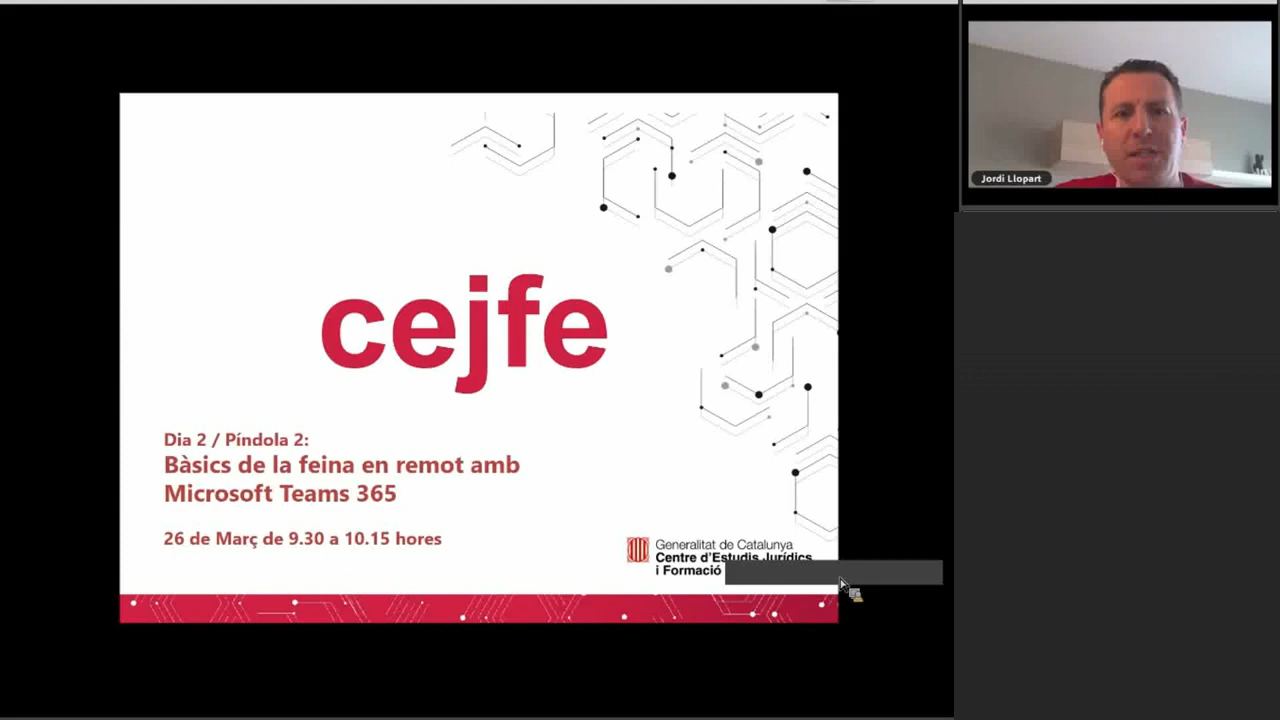 cejfe
Dia 2 / Píndola 2:
Bàsics de la feina en remot amb
Microsoft Teams 365
26 de Març de 9.30 a 10.15 hores
Generalitat de Catalunya
Centre d'Estudis Jurídics
i Formació
Jordi Llopart